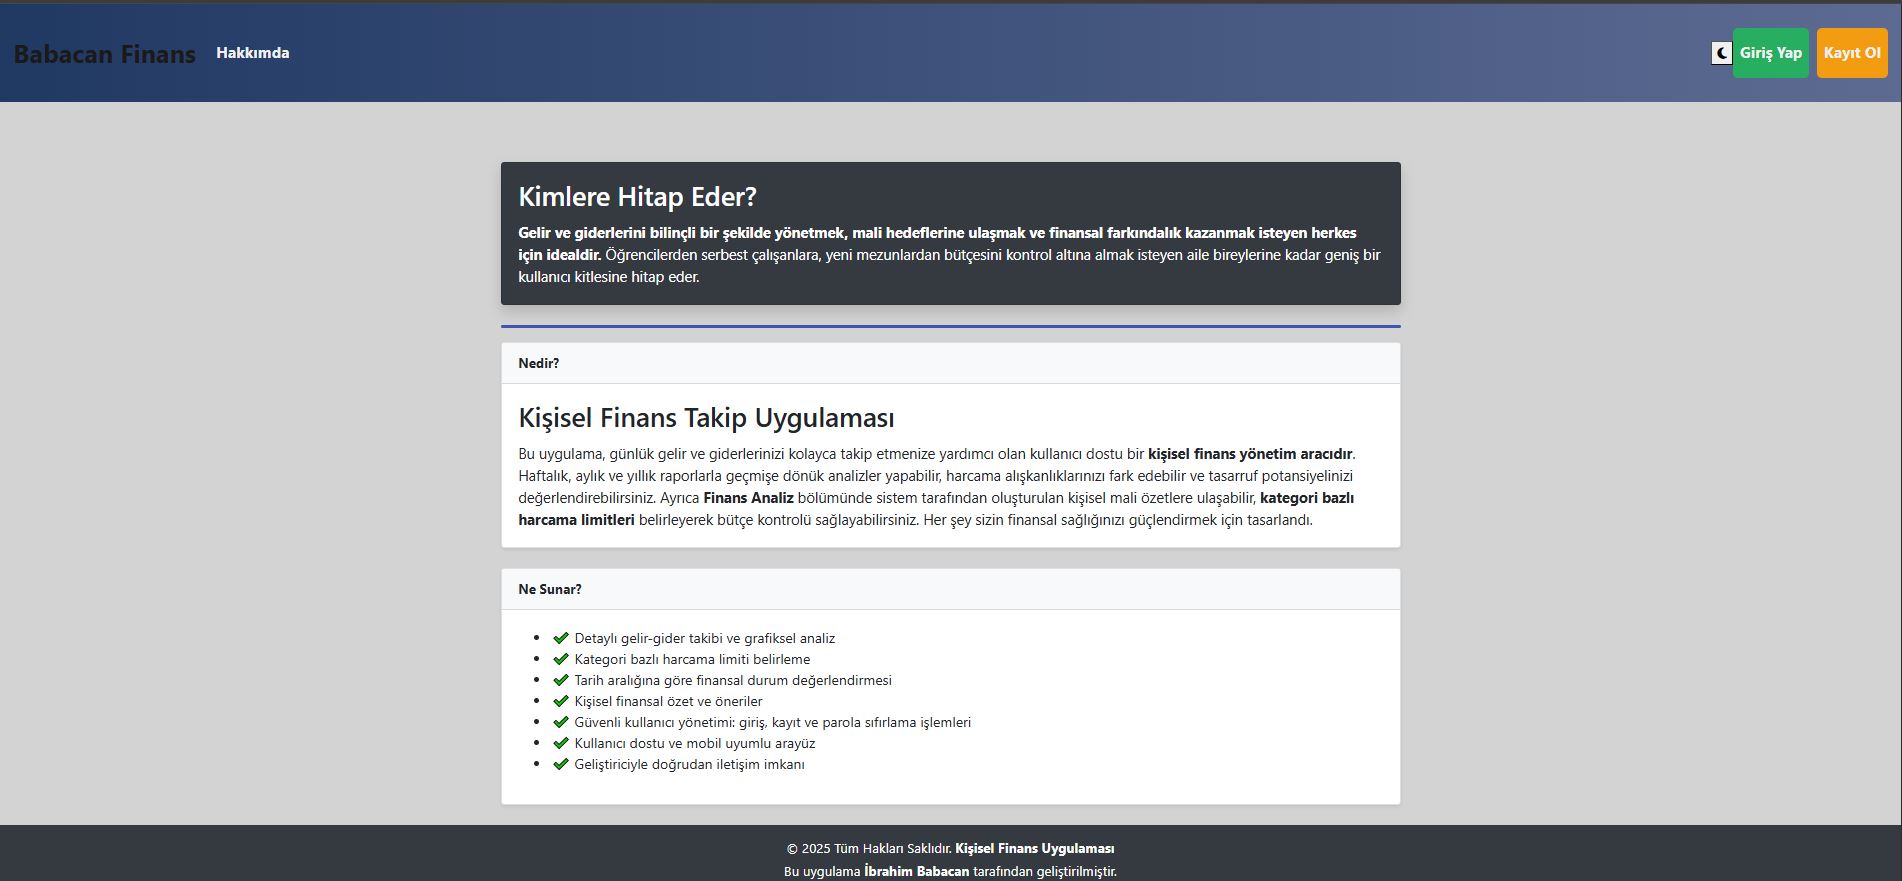 Babacan Finans Hakkımda Giriş Yap Kayıt Ol
Kimlere Hitap Eder?
Gelir ve giderlerini bilinçli bir şekilde yönetmek, mali hedeflerine ulaşmak ve finansal farkındalık kazanmak isteyen herkes
için idealdir. Öğrencilerden serbest çalışanlara, yeni mezunlardan bütçesini kontrol altına almak isteyen aile bireylerine kadar geniş bir
kullanıcı kitlesine hitap eder.
Nedir?
Kişisel Finans Takip Uygulaması
Bu uygulama, günlük gelir ve giderlerinizi kolayca takip etmenize yardımcı olan kullanıcı dostu bir kişisel finans yönetim aracıdır.
Haftalık, aylık ve yıllık raporlarla geçmişe dönük analizler yapabilir, harcama alışkanlıklarınızı fark edebilir ve tasarruf potansiyelinizi
değerlendirebilirsiniz. Ayrıca Finans Analiz bölümünde sistem tarafından oluşturulan kişisel mali özetlere ulaşabilir, kategori bazlı
harcama limitleri belirleyerek bütçe kontrolü sağlayabilirsiniz. Her şey sizin finansal sağlığınızı güçlendirmek için tasarlandı.
Ne Sunar?
• ✔ Detaylı gelir-gider takibi ve grafiksel analiz
• ✔ Kategori bazlı harcama limiti belirleme
• ✔ Tarih aralığına göre finansal durum değerlendirmesi
• ✔ Kişisel finansal özet ve öneriler
• ✔ Güvenli kullanıcı yönetimi: giriş, kayıt ve parola sıfırlama işlemleri
• ✔ Kullanıcı dostu ve mobil uyumlu arayüz
• ✔ Geliştiriciyle doğrudan iletişim imkanı
© 2025 Tüm Hakları Saklıdır. Kişisel Finans Uygulaması
Bu uygulama İbrahim Babacan tarafından geliştirilmiştir.